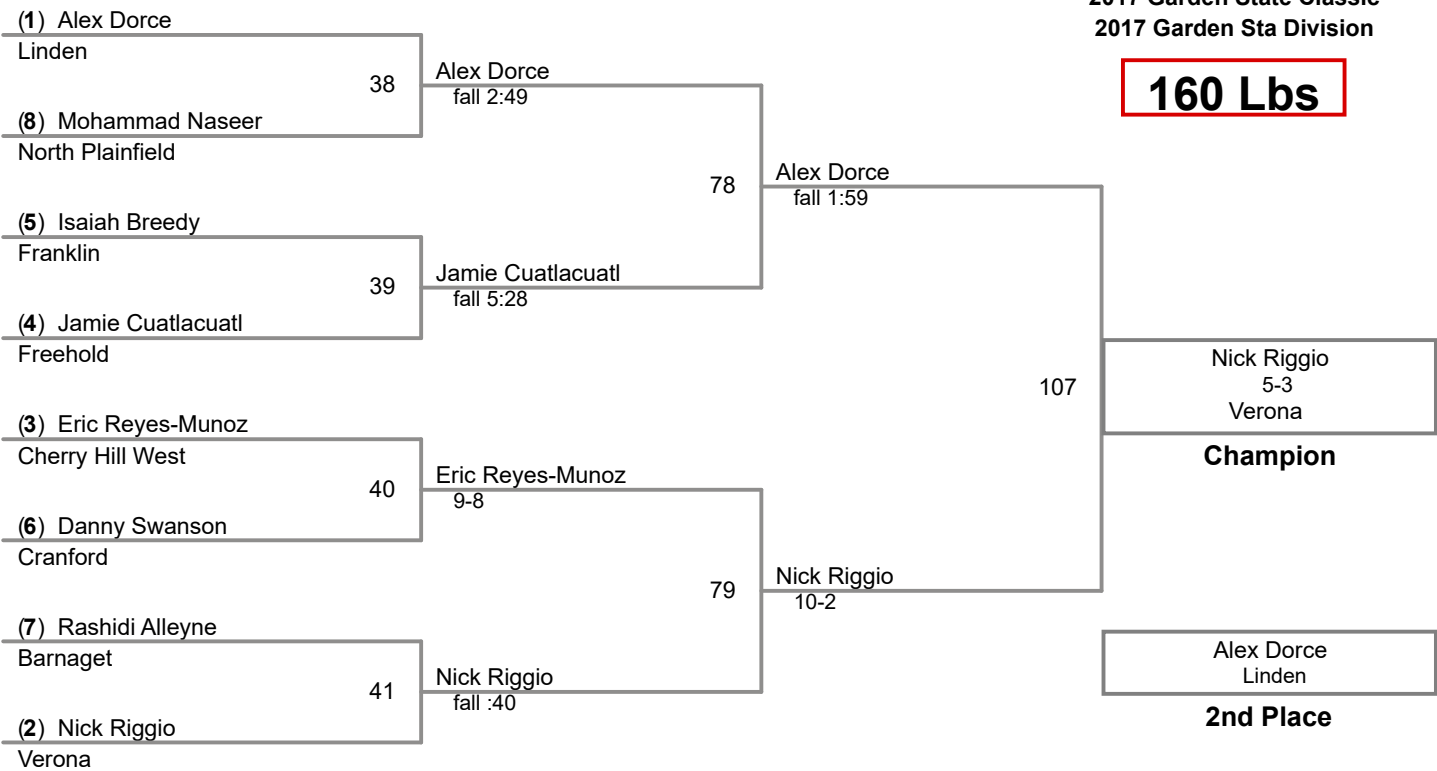 2017 Garden State Classic
2017 Garden Sta Division
160 Lbs
(1) Alex Dorce
Linden
38
Alex Dorce
fall 2:49
(8) Mohammad Naseer
North Plainfield
78
Alex Dorce
fall 1:59
(5) Isaiah Breedy
Franklin
39
Jamie Cuatlacuatl
fall 5:28
(4) Jamie Cuatlacuatl
Freehold
107
Nick Riggio
5-3
Verona
Champion
(3) Eric Reyes-Munoz
Cherry Hill West
40
Eric Reyes-Munoz
9-8
(6) Danny Swanson
Cranford
79
Nick Riggio
10-2
(7) Rashidi Alleyne
Barnaget
41
Nick Riggio
fall :40
(2) Nick Riggio
Verona
Alex Dorce
Linden
2nd Place